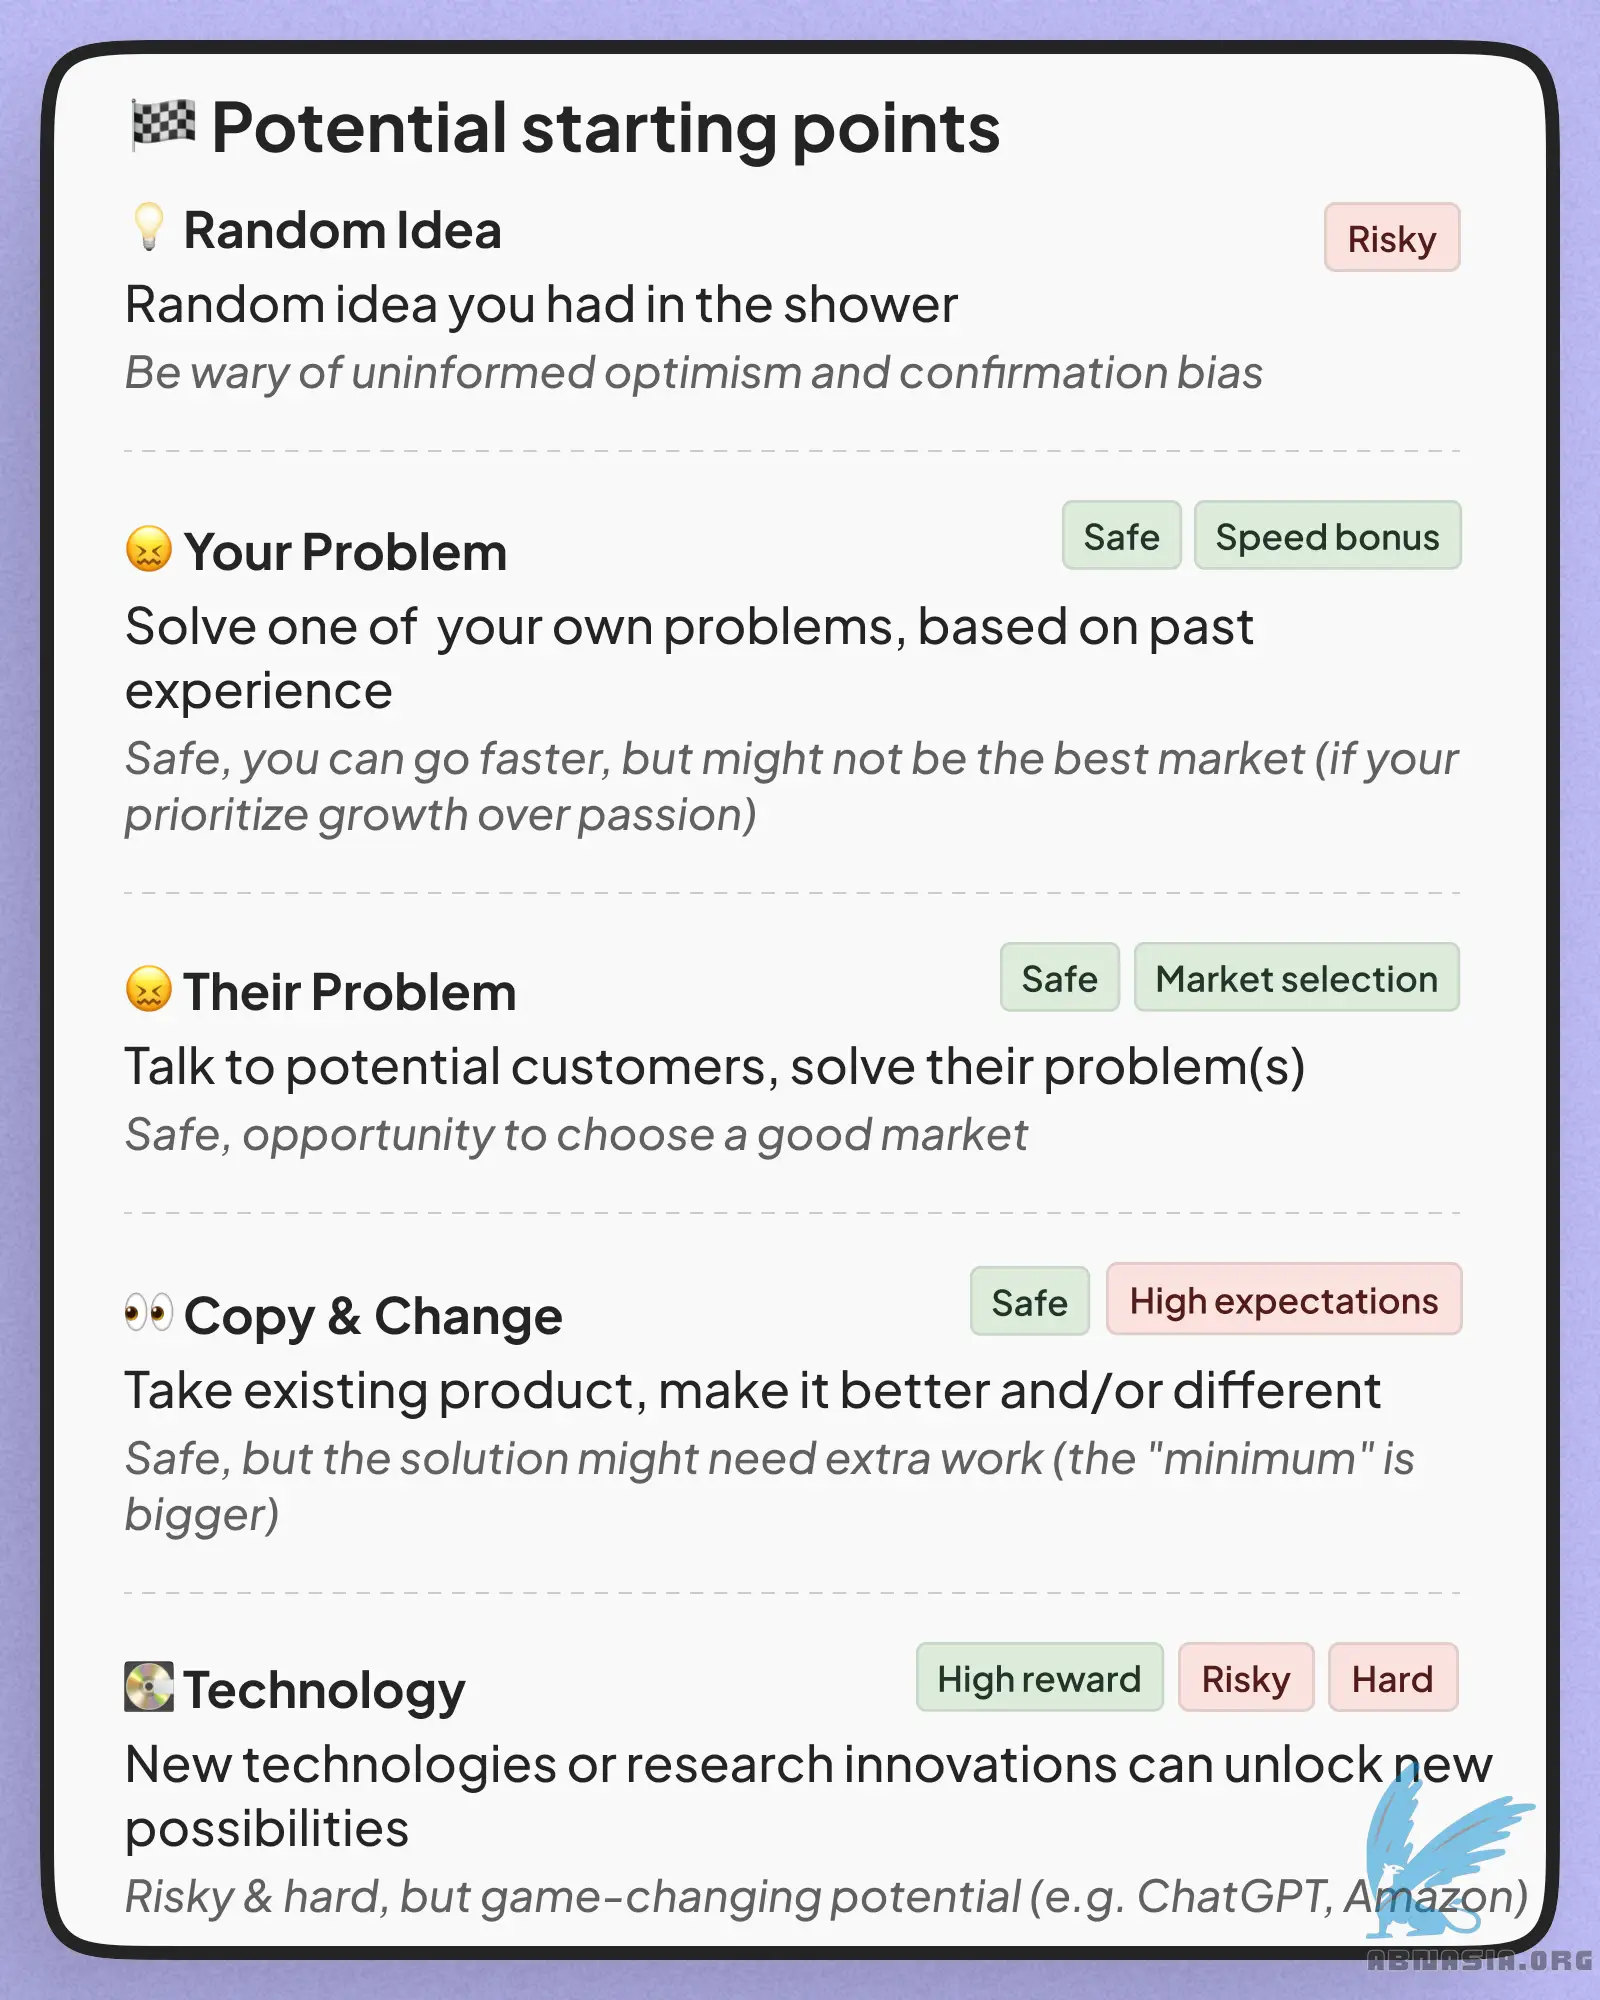 Potential starting points
Random Idea
Risky
Random idea you had in the shower
Be wary of uninformed optimism and confirmation bias
Your Problem
Safe
Speed bonus
Solve one of your own problems, based on past
experience
Safe, you can go faster, but might not be the best market (if your
prioritize growth over passion)
Their Problem
Safe
Market selection
Talk to potential customers, solve their problem(s)
Safe, opportunity to choose a good market
Copy & Change
Safe
High expectations
Take existing product, make it better and/or different
Safe, but the solution might need extra work (the "minimum" is
bigger)
Technology
High reward
Risky
Hard
New technologies or research innovations can unlock new
possibilities
Risky & hard, but game-changing potential (e.g. ChatGPT, Amazon)
ABNASIA.ORG